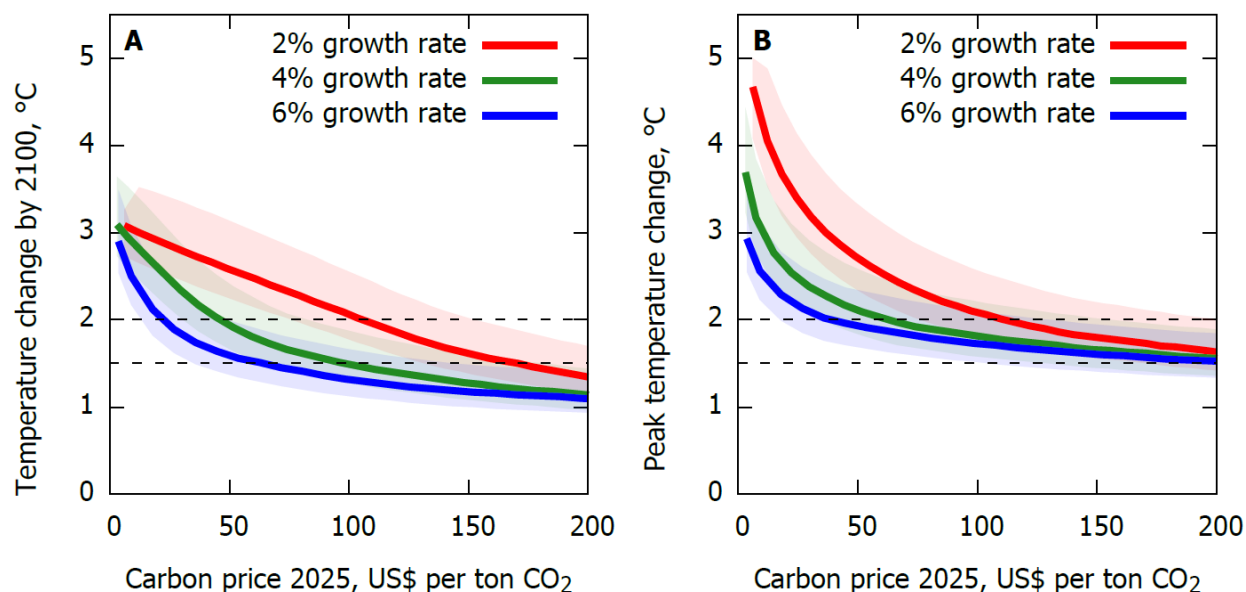 A
2% growth rate
4% growth rate
6% growth rate
Temperature change by 2100, °C
5
4
3
2
1
0
0 50 100 150 200
Carbon price 2025, US$ per ton CO₂
B
2% growth rate
4% growth rate
6% growth rate
Peak temperature change, °C
5
4
3
2
1
0
0 50 100 150 200
Carbon price 2025, US$ per ton CO₂